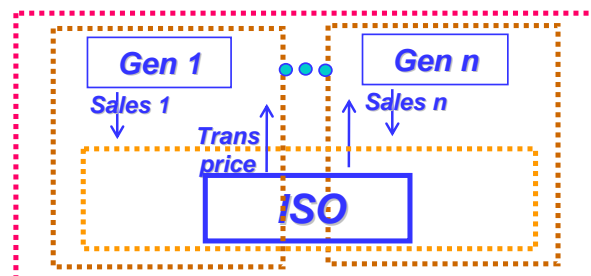 Gen 1
Gen n
Sales 1
Sales n
Trans
price
ISO